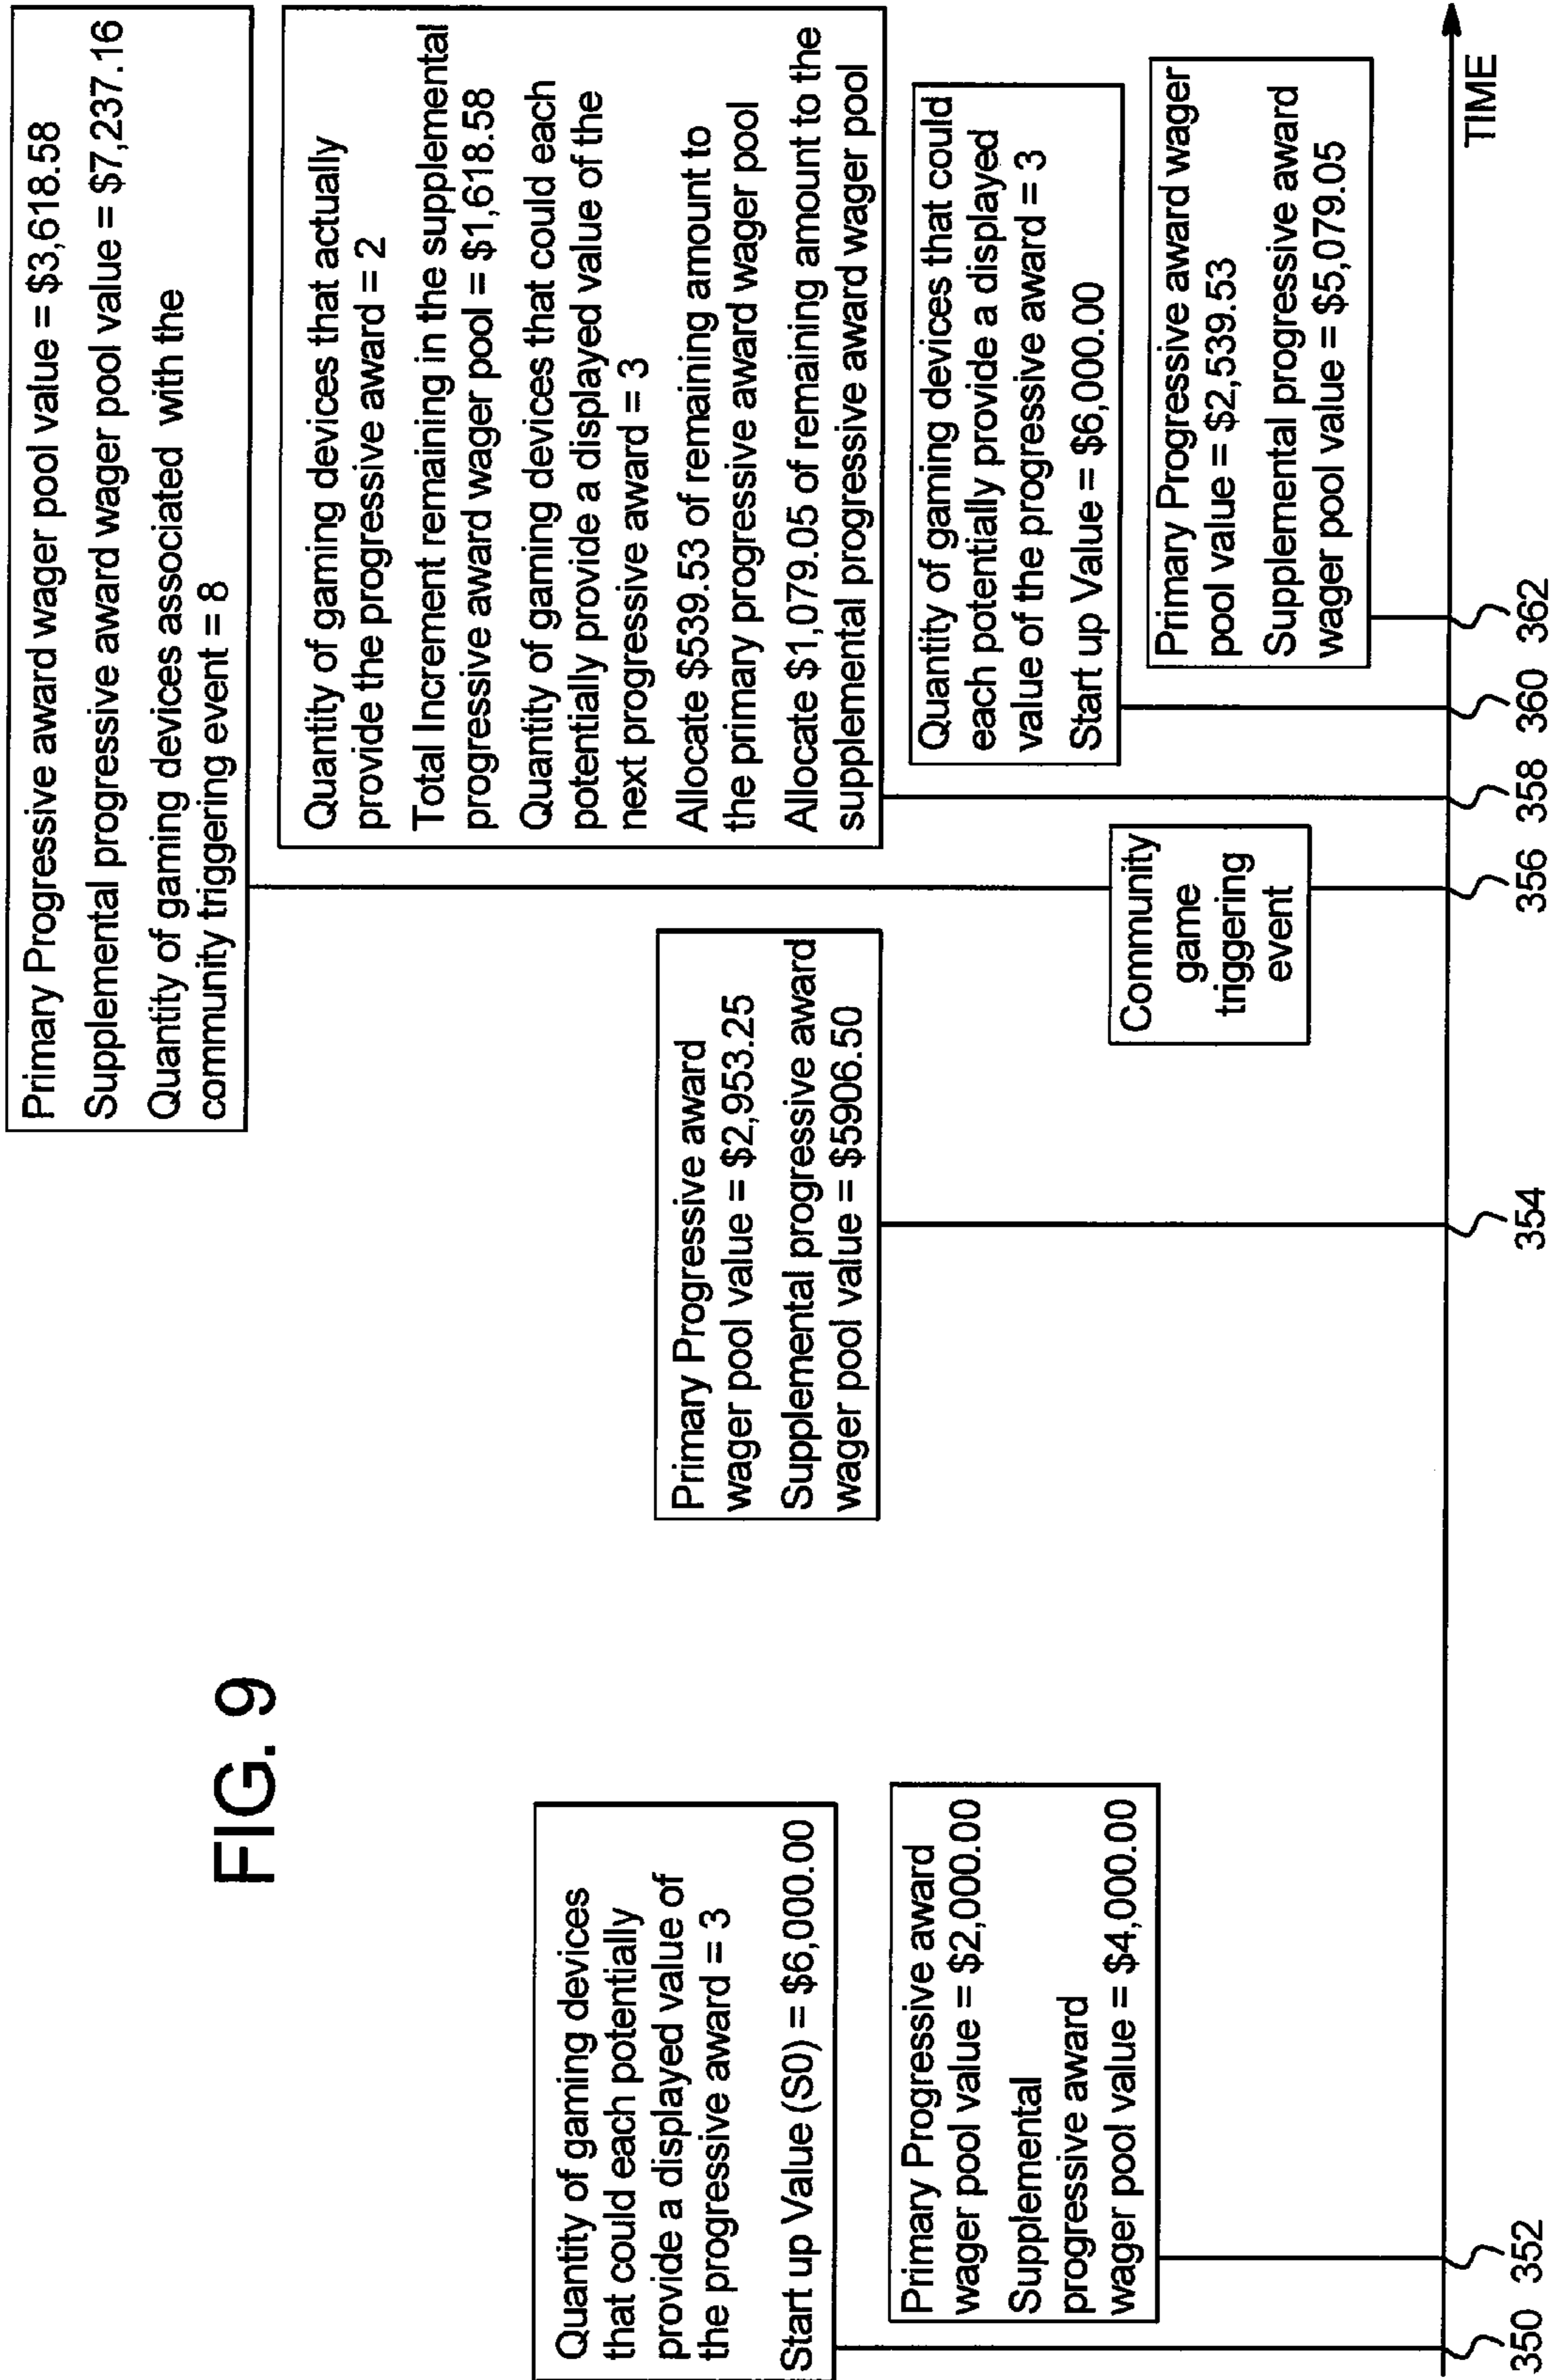 FIG. 9
Quantity of gaming devices
that could each potentially
provide a displayed value of
the progressive award = 3
Start up Value (S0) = $6,000.00
Primary Progressive award
wager pool value = $2,000.00
Supplemental
progressive award
wager pool value = $4,000.00
Primary Progressive award
wager pool value = $2,953.25
Supplemental progressive award
wager pool value = $5906.50
Community
game
triggering
event
Primary Progressive award wager pool value = $3,618.58
Supplemental progressive award wager pool value = $7,237.16
Quantity of gaming devices associated with the
community triggering event = 8
Quantity of gaming devices that actually
provide the progressive award = 2
Total Increment remaining in the supplemental
progressive award wager pool = $1,618.58
Quantity of gaming devices that could each
potentially provide a displayed value of the
next progressive award = 3
Allocate $539.53 of remaining amount to
the primary progressive award wager pool
Allocate $1,079.05 of remaining amount to the
supplemental progressive award wager pool
Quantity of gaming devices that could
each potentially provide a displayed
value of the progressive award = 3
Start up Value = $6,000.00
Primary Progressive award wager
pool value = $2,539.53
Supplemental progressive award
wager pool value = $5,079.05
TIME
350 352 354 356 358 360 362